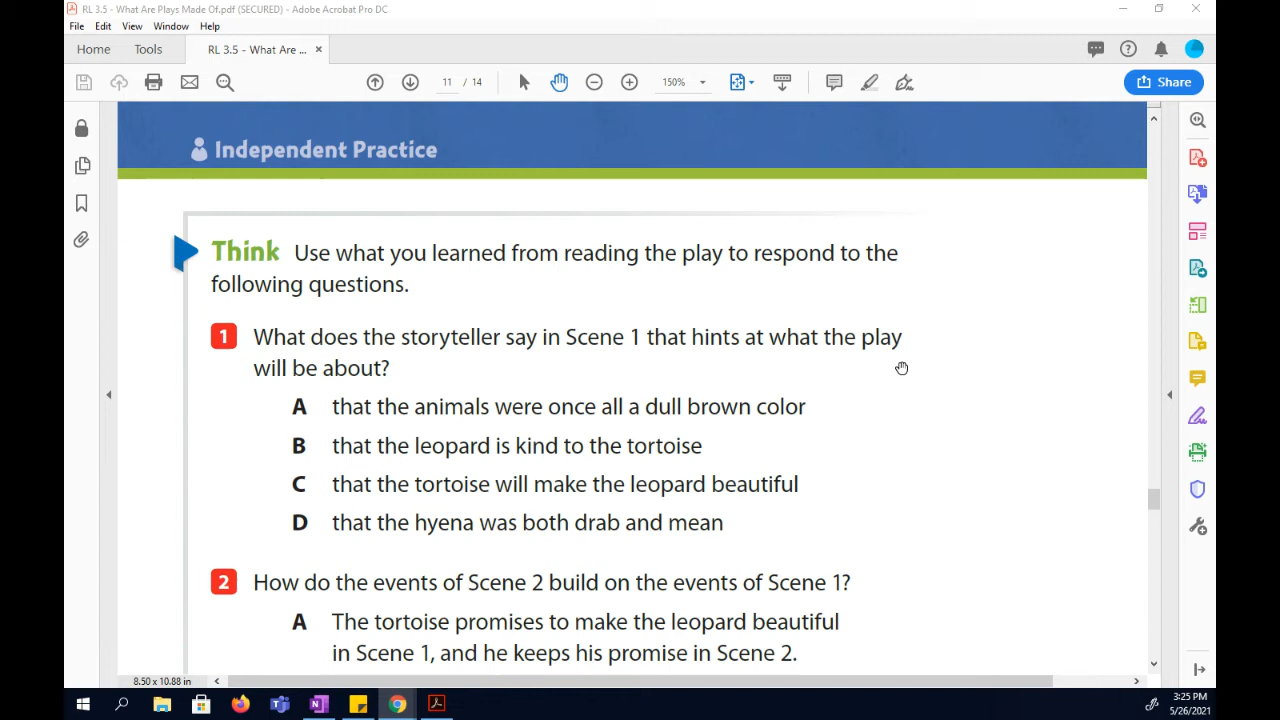 RL 3.5 - What Are Plays Made Of.pdf (SECURED) - Adobe Acrobat Pro DC
File Edit View Window Help
Home Tools RL 3.5 - What Are ... ×
11 / 14 150% Share
Independent Practice
Think Use what you learned from reading the play to respond to the
following questions.
1 What does the storyteller say in Scene 1 that hints at what the play
will be about?
A that the animals were once all a dull brown color
B that the leopard is kind to the tortoise
C that the tortoise will make the leopard beautiful
D that the hyena was both drab and mean
2 How do the events of Scene 2 build on the events of Scene 1?
A The tortoise promises to make the leopard beautiful
in Scene 1, and he keeps his promise in Scene 2.
8.50 x 10.88 in
3:25 PM
5/26/2021